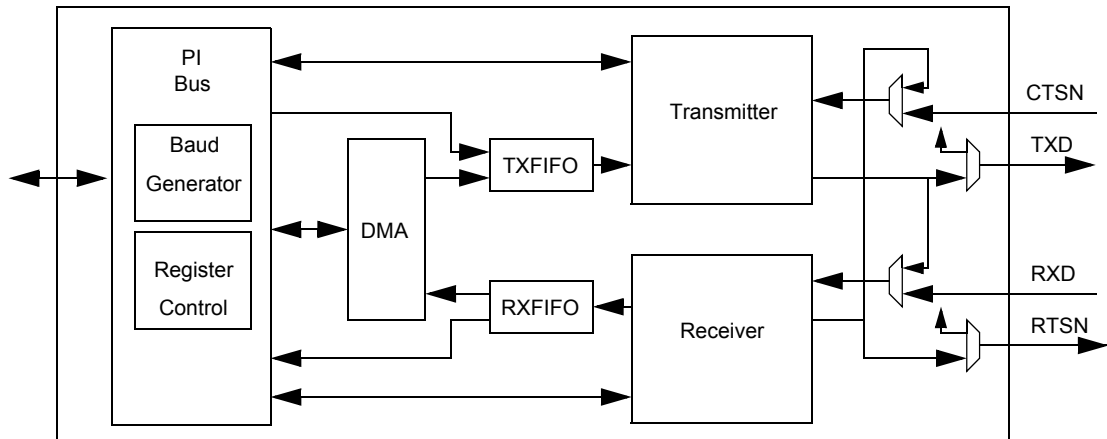 PI
Bus
Baud
Generator
Register
Control
DMA
TXFIFO
RXFIFO
Transmitter
Receiver
CTSN
TXD
RXD
RTSN